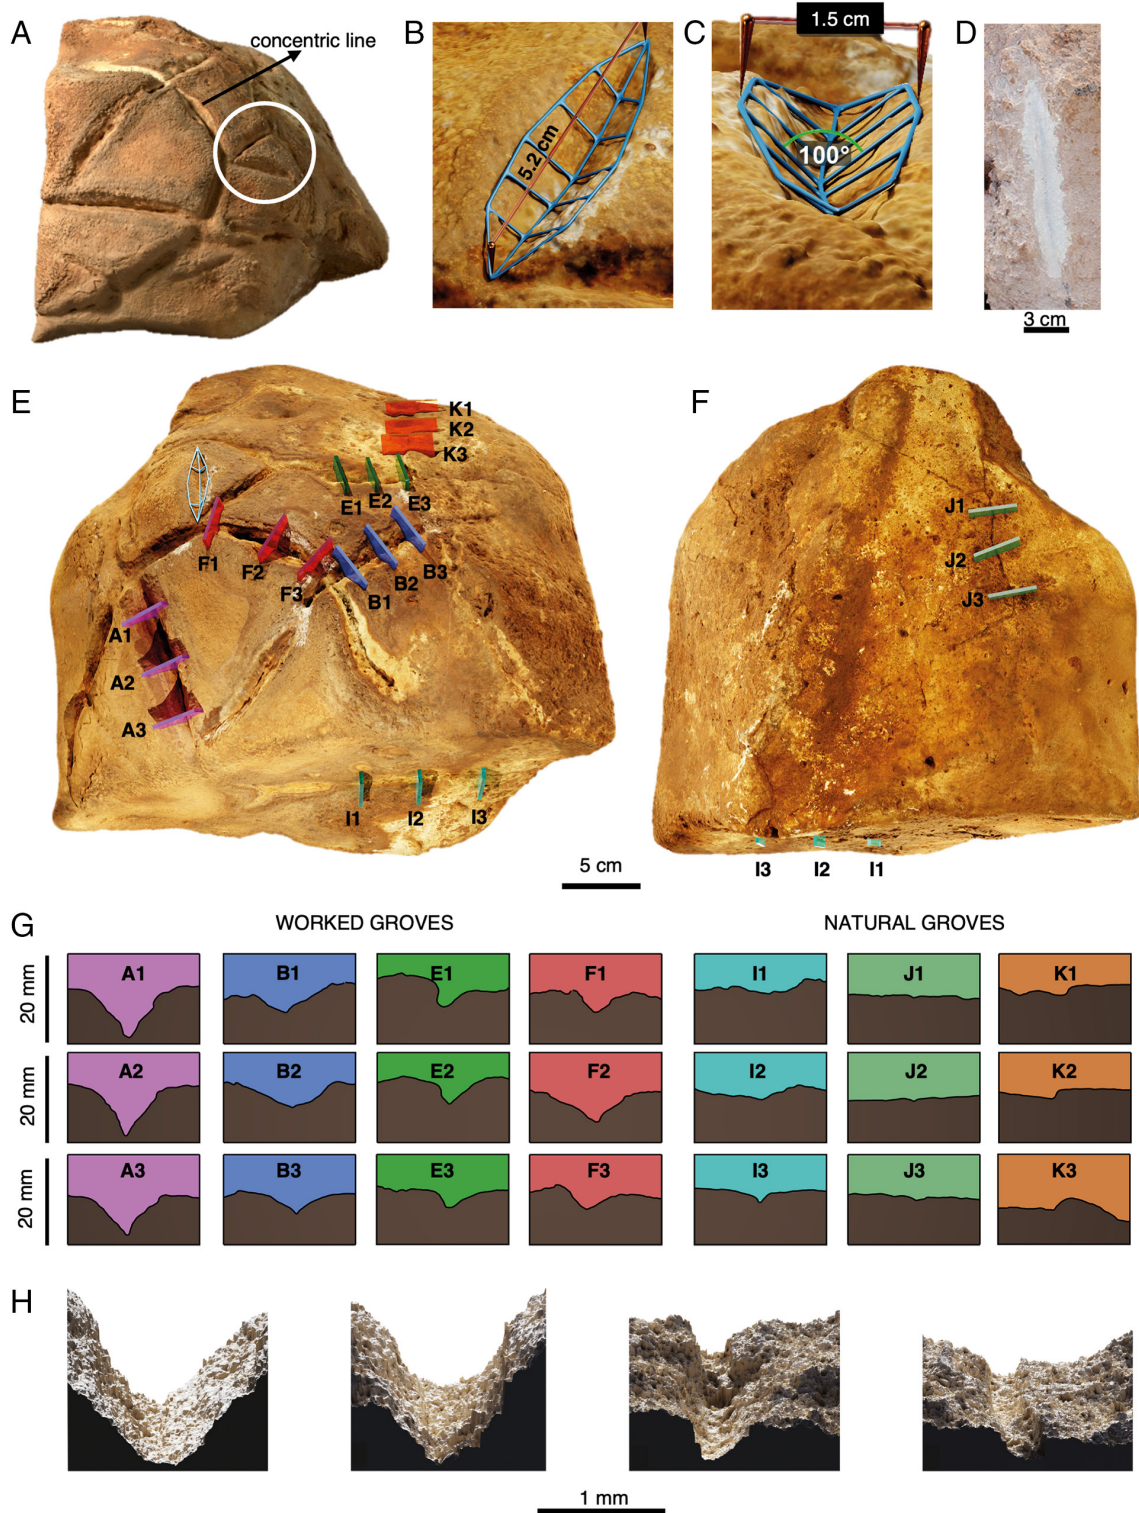 A
concentric line
B
5.2 cm
C
1.5 cm
100°
D
3 cm
E
K1
K2
K3
E1
E2
E3
F1
F2
F3
B1
B2
B3
A1
A2
A3
I1
I2
I3
5 cm
F
J1
J2
J3
I3
I2
I1
G
WORKED GROVES
NATURAL GROVES
20 mm
A1
B1
E1
F1
I1
J1
K1
20 mm
A2
B2
E2
F2
I2
J2
K2
20 mm
A3
B3
E3
F3
I3
J3
K3
H
1 mm